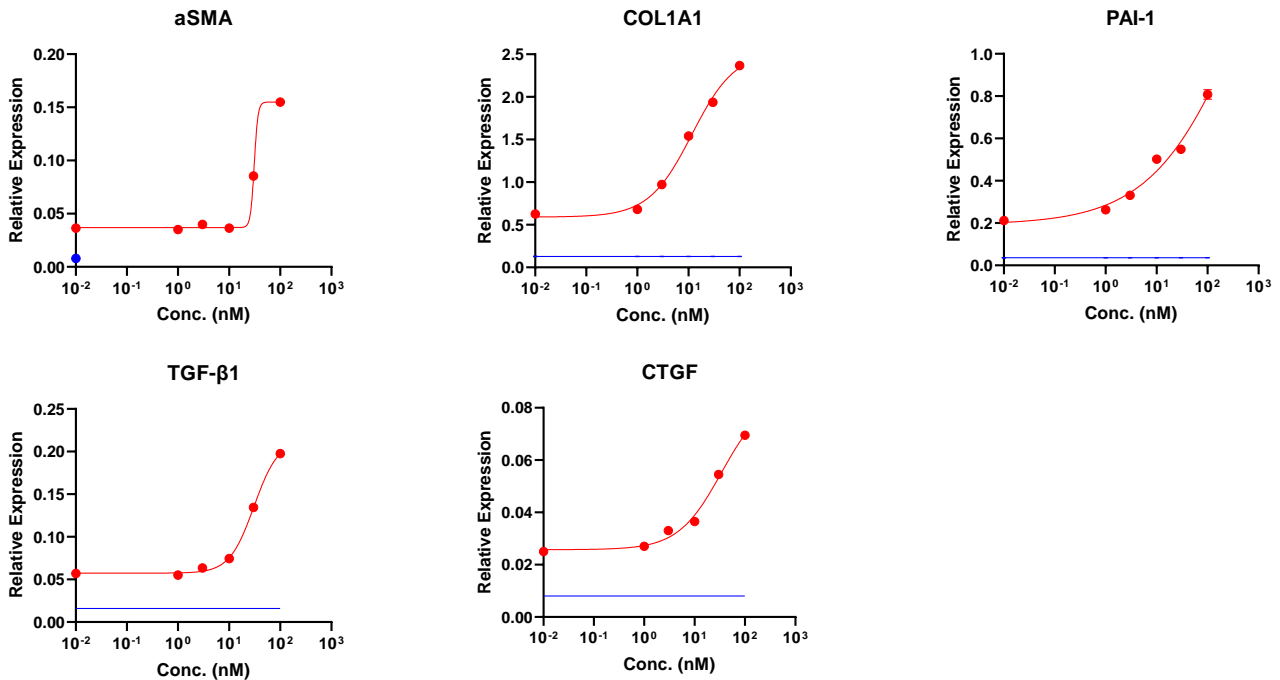 aSMA
Relative Expression
0.20
0.15
0.10
0.05
0.00
10-2 10-1 100 101 102 103
Conc. (nM)
COL1A1
Relative Expression
2.5
2.0
1.5
1.0
0.5
0.0
10-2 10-1 100 101 102 103
Conc. (nM)
PAI-1
Relative Expression
1.0
0.8
0.6
0.4
0.2
0.0
10-2 10-1 100 101 102 103
Conc. (nM)
TGF-β1
Relative Expression
0.25
0.20
0.15
0.10
0.05
0.00
10-2 10-1 100 101 102 103
Conc. (nM)
CTGF
Relative Expression
0.08
0.06
0.04
0.02
0.00
10-2 10-1 100 101 102 103
Conc. (nM)